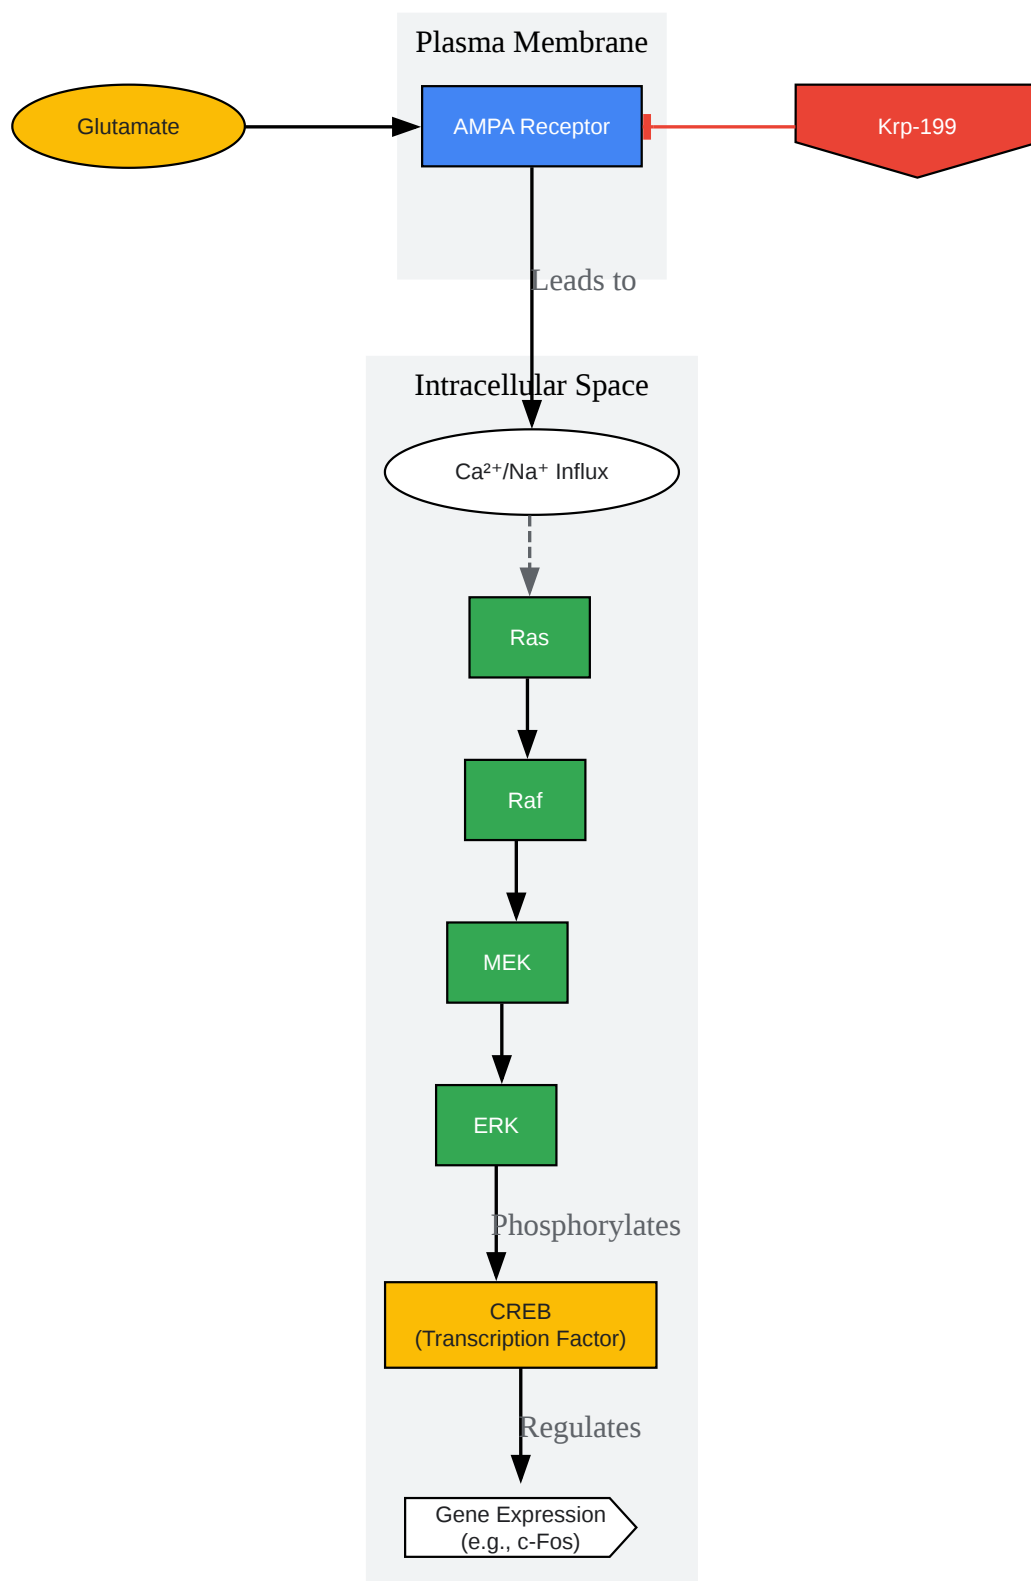 Plasma Membrane
Glutamate
AMPA Receptor
Krp-199
Leads to
Intracellular Space
Ca²⁺/Na⁺ Influx
Ras
Raf
MEK
ERK
Phosphorylates
CREB
(Transcription Factor)
Regulates
Gene Expression
(e.g., c-Fos)